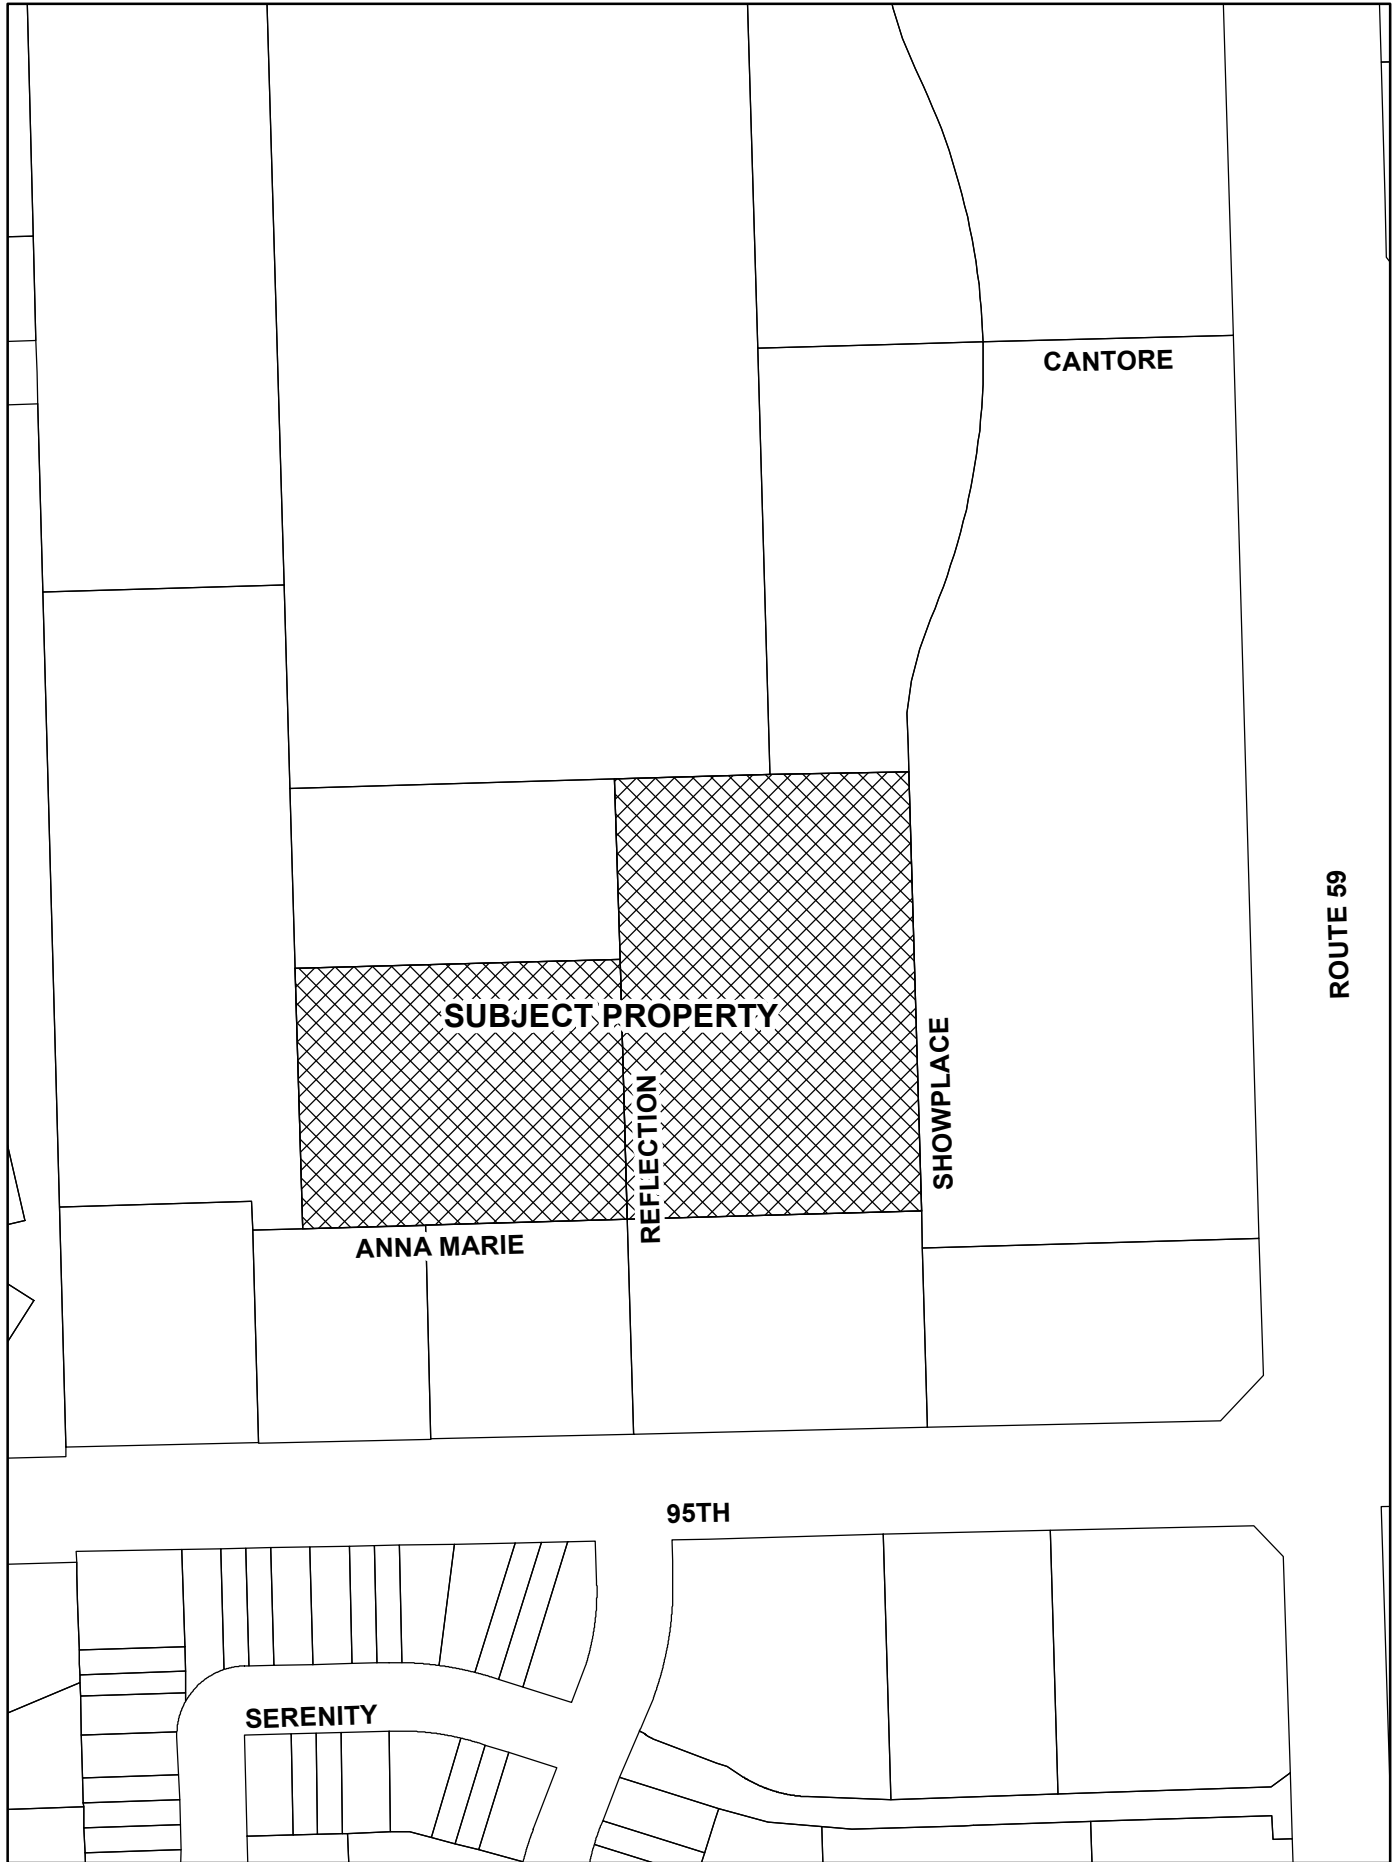 CANTORE
ROUTE 59
SUBJECT PROPERTY
SHOWPLACE
REFLECTION
ANNA MARIE
95TH
SERENITY